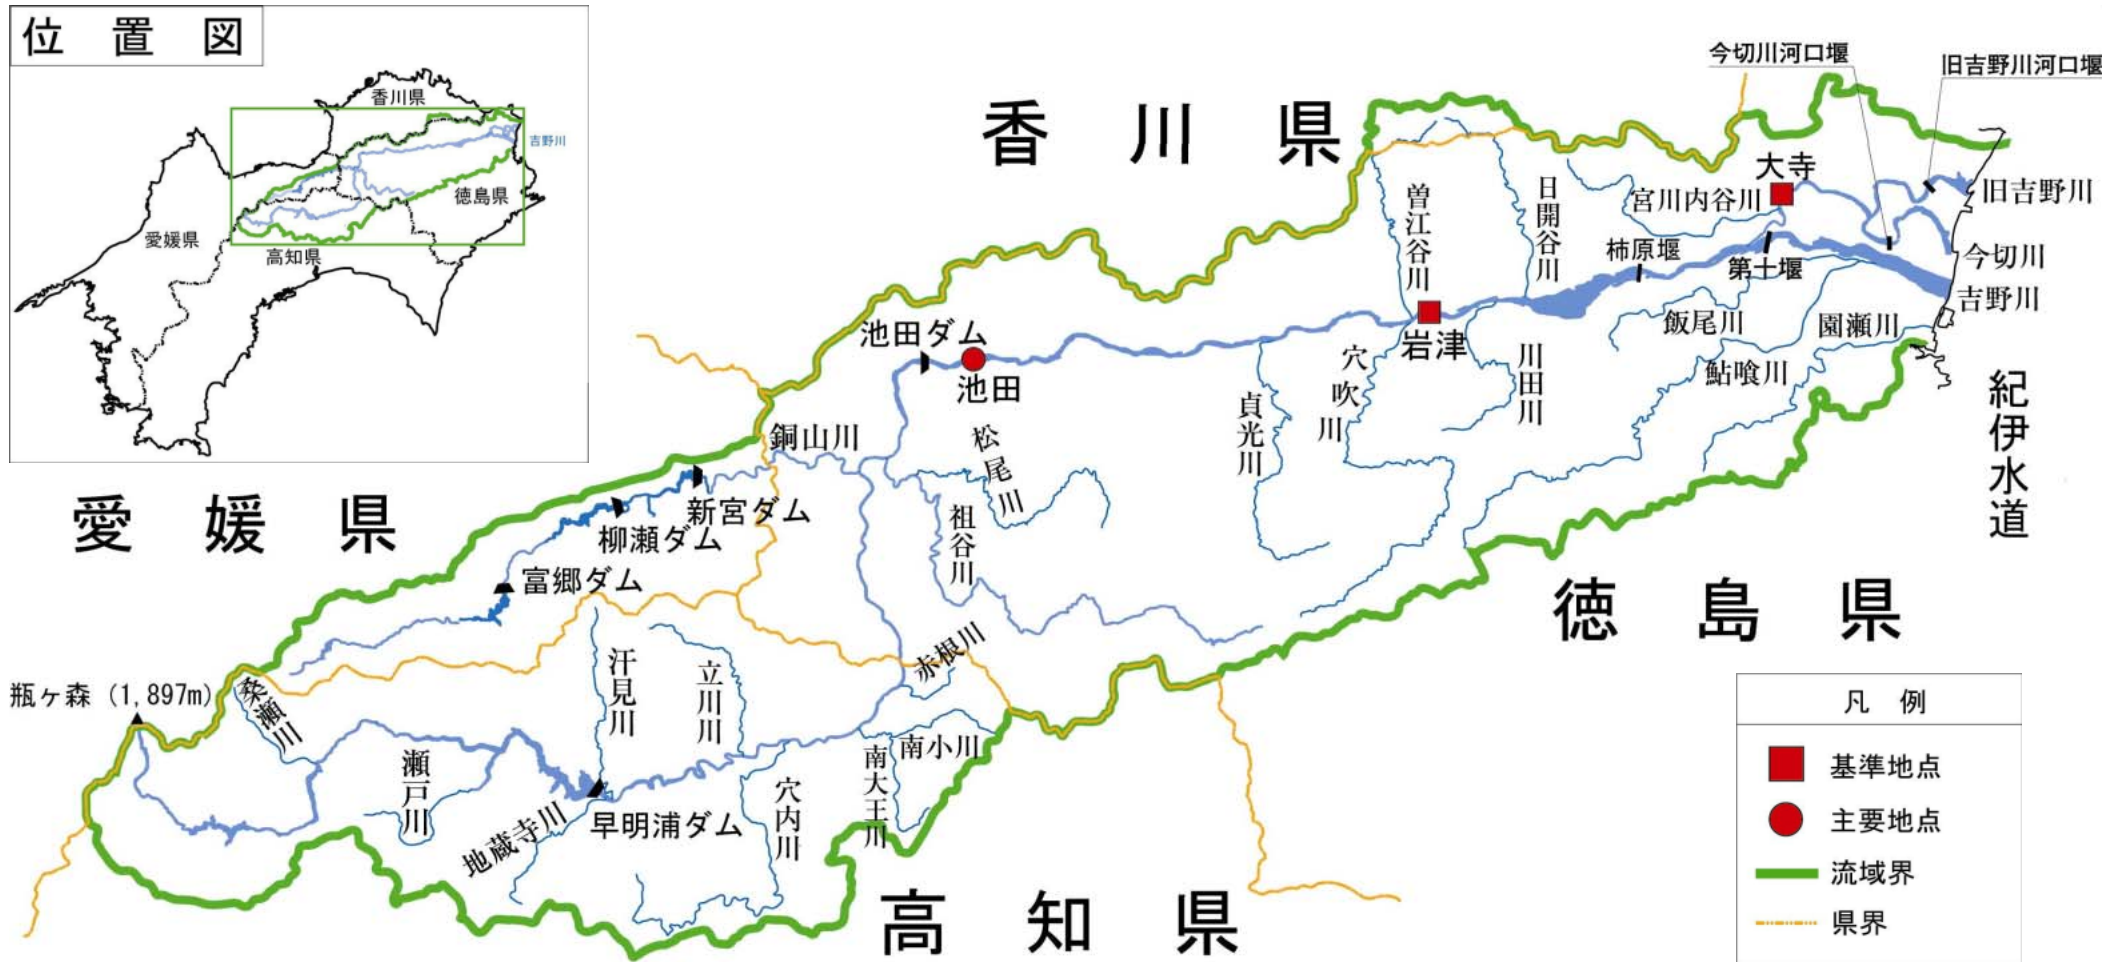 位置図
香川県
吉野川
徳島県
愛媛県
高知県
今切川河口堰
旧吉野川河口堰
香川県
大寺
旧吉野川
宮川内谷川
曽江谷川
日開谷川
柿原堰
第十堰
今切川
吉野川
飯尾川
園瀬川
鮎喰川
池田ダム
池田
岩津
穴吹川
川田川
貞光川
紀伊水道
銅山川
松尾川
愛媛県
新宮ダム
柳瀬ダム
祖谷川
富郷ダム
徳島県
瓶ヶ森 (1,897m)
桑瀬川
汗見川
立川川
赤根川
瀬戸川
南小川
南大王川
地蔵寺川
早明浦ダム
穴内川
高知県
凡例
基準地点
主要地点
流域界
県界